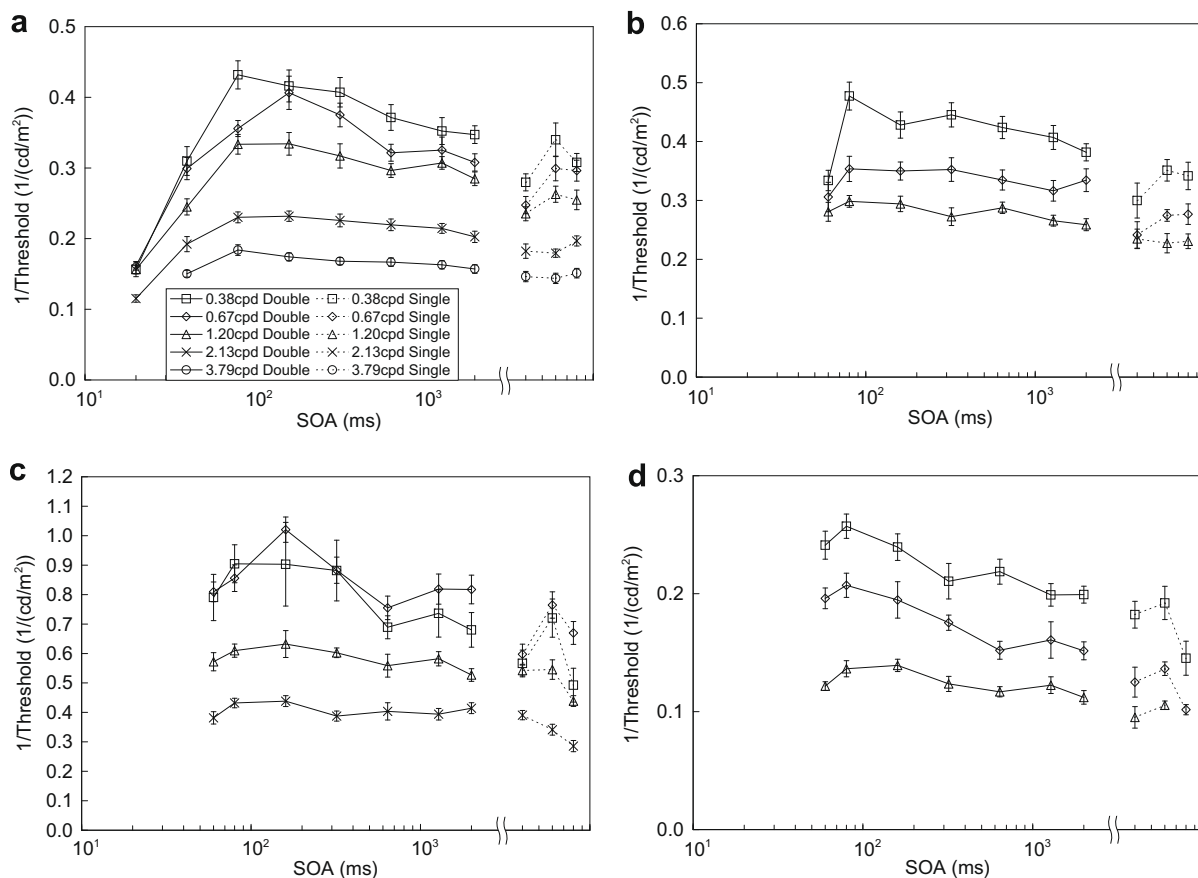 a
0.5
0.4
0.3
0.2
0.1
0.0
1/Threshold (1/(cd/m²))
0.38cpd Double 0.38cpd Single
0.67cpd Double 0.67cpd Single
1.20cpd Double 1.20cpd Single
2.13cpd Double 2.13cpd Single
3.79cpd Double 3.79cpd Single
10¹ 10² 10³
SOA (ms)
b
0.6
0.5
0.4
0.3
0.2
0.1
0.0
1/Threshold (1/(cd/m²))
10¹ 10² 10³
SOA (ms)
c
1.2
1.1
1.0
0.9
0.8
0.7
0.6
0.5
0.4
0.3
0.2
0.1
0.0
1/Threshold (1/(cd/m²))
10¹ 10² 10³
SOA (ms)
d
0.3
0.2
0.1
0.0
1/Threshold (1/(cd/m²))
10¹ 10² 10³
SOA (ms)